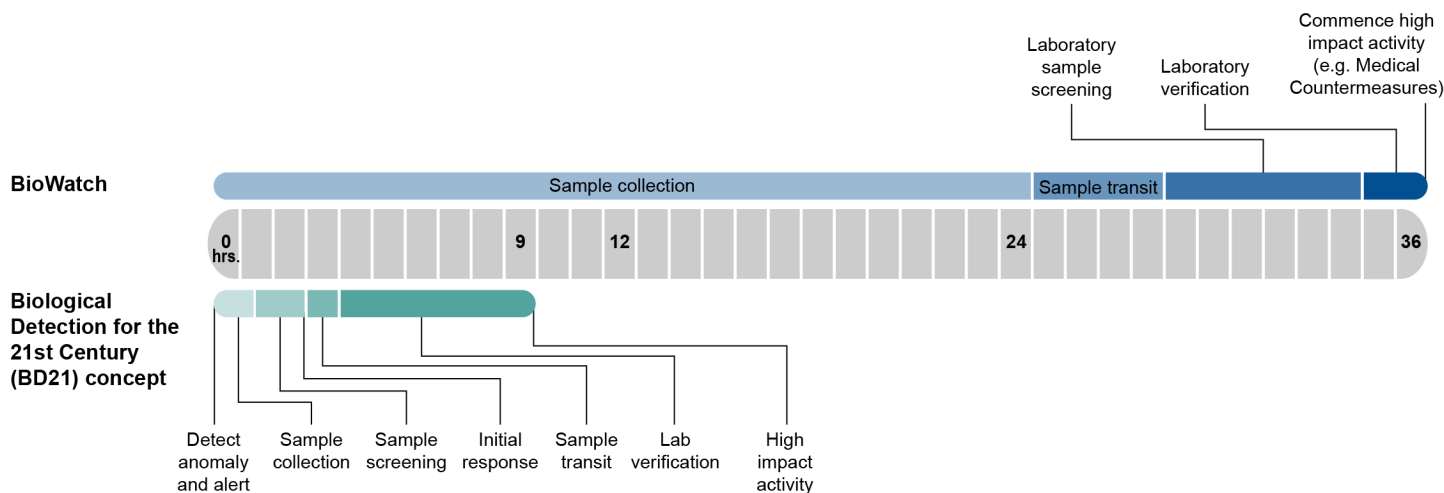 Commence high
impact activity
(e.g. Medical
Countermeasures)
Laboratory
sample
screening
Laboratory
verification
BioWatch
Sample collection
Sample transit
0
hrs.
9
12
24
36
Biological
Detection for the
21st Century
(BD21) concept
Detect
anomaly
and alert
Sample
collection
Sample
screening
Initial
response
Sample
transit
Lab
verification
High
impact
activity